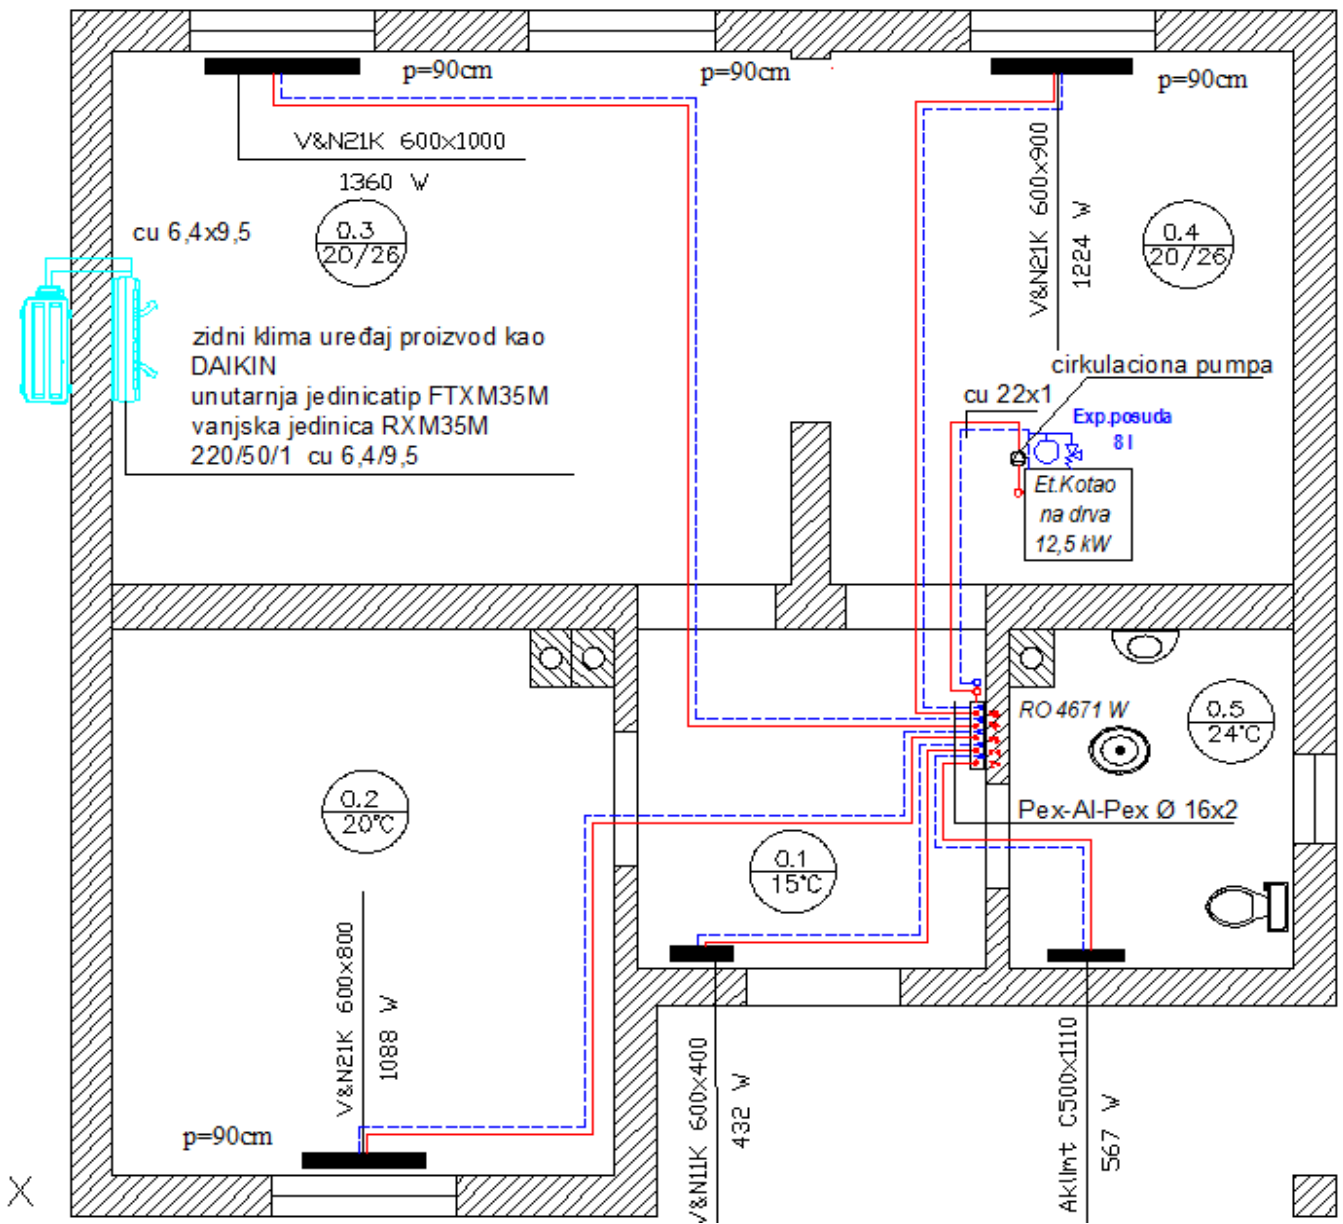 p=90cm
p=90cm
p=90cm
V&N21K 600x1000
1360 W
V&N21K 600x900
1224 W
cu 6,4x9,5
0.3
20/26
0.4
20/26
zidni klima uređaj proizvod kao
DAIKIN
unutarnja jedinicatip FTXM35M
vanjska jedinica RXM35M
220/50/1 cu 6,4/9,5
cirkulaciona pumpa
cu 22x1
Exp.posuda
8 l
Et.Kotao
na drva
12,5 kW
RO 4671 W
0.5
24°C
Pex-Al-Pex Ø 16x2
0.2
20°C
0.1
15°C
V&N21K 600x800
1088 W
p=90cm
V&N11K 600x400
432 W
Aklimt C500x1110
567 W
X